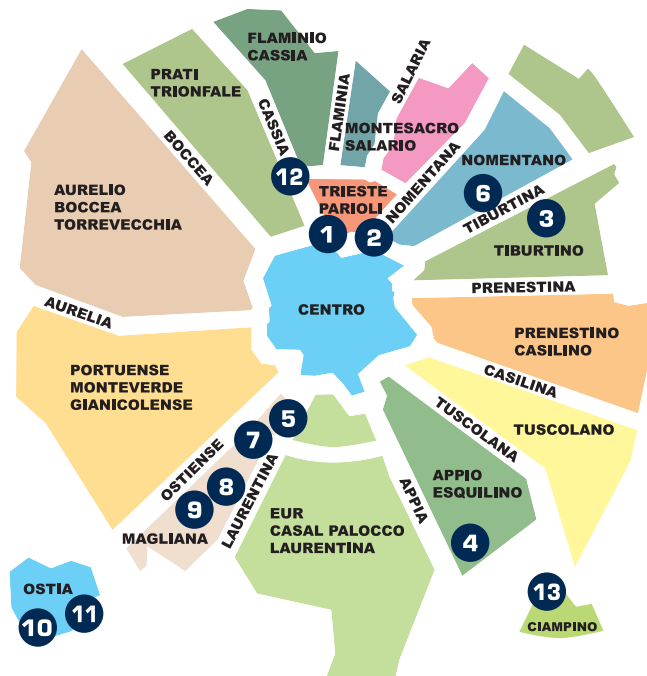 FLAMINIO
CASSIA
PRATI
TRIONFALE
CASSIA
FLAMINIA
SALARIA
MONTESACRO
SALARIO
BOCCEA
12
TRIESTE
PARIOLI
NOMENTANA
NOMENTANO
6
TIBURTINA
3
TIBURTINO
AURELIO
BOCCEA
TORREVECCHIA
1
2
PRENESTINA
CENTRO
AURELIA
PRENESTINO
CASILINO
PORTUENSE
MONTEVERDE
GIANICOLENSE
CASILINA
TUSCOLANA
TUSCOLANO
5
7
OSTIENSE
8
9
LAURENTINA
MAGLIANA
APPIA
APPIO
ESQUILINO
4
EUR
CASAL PALOCCO
LAURENTINA
OSTIA
10
11
13
CIAMPINO